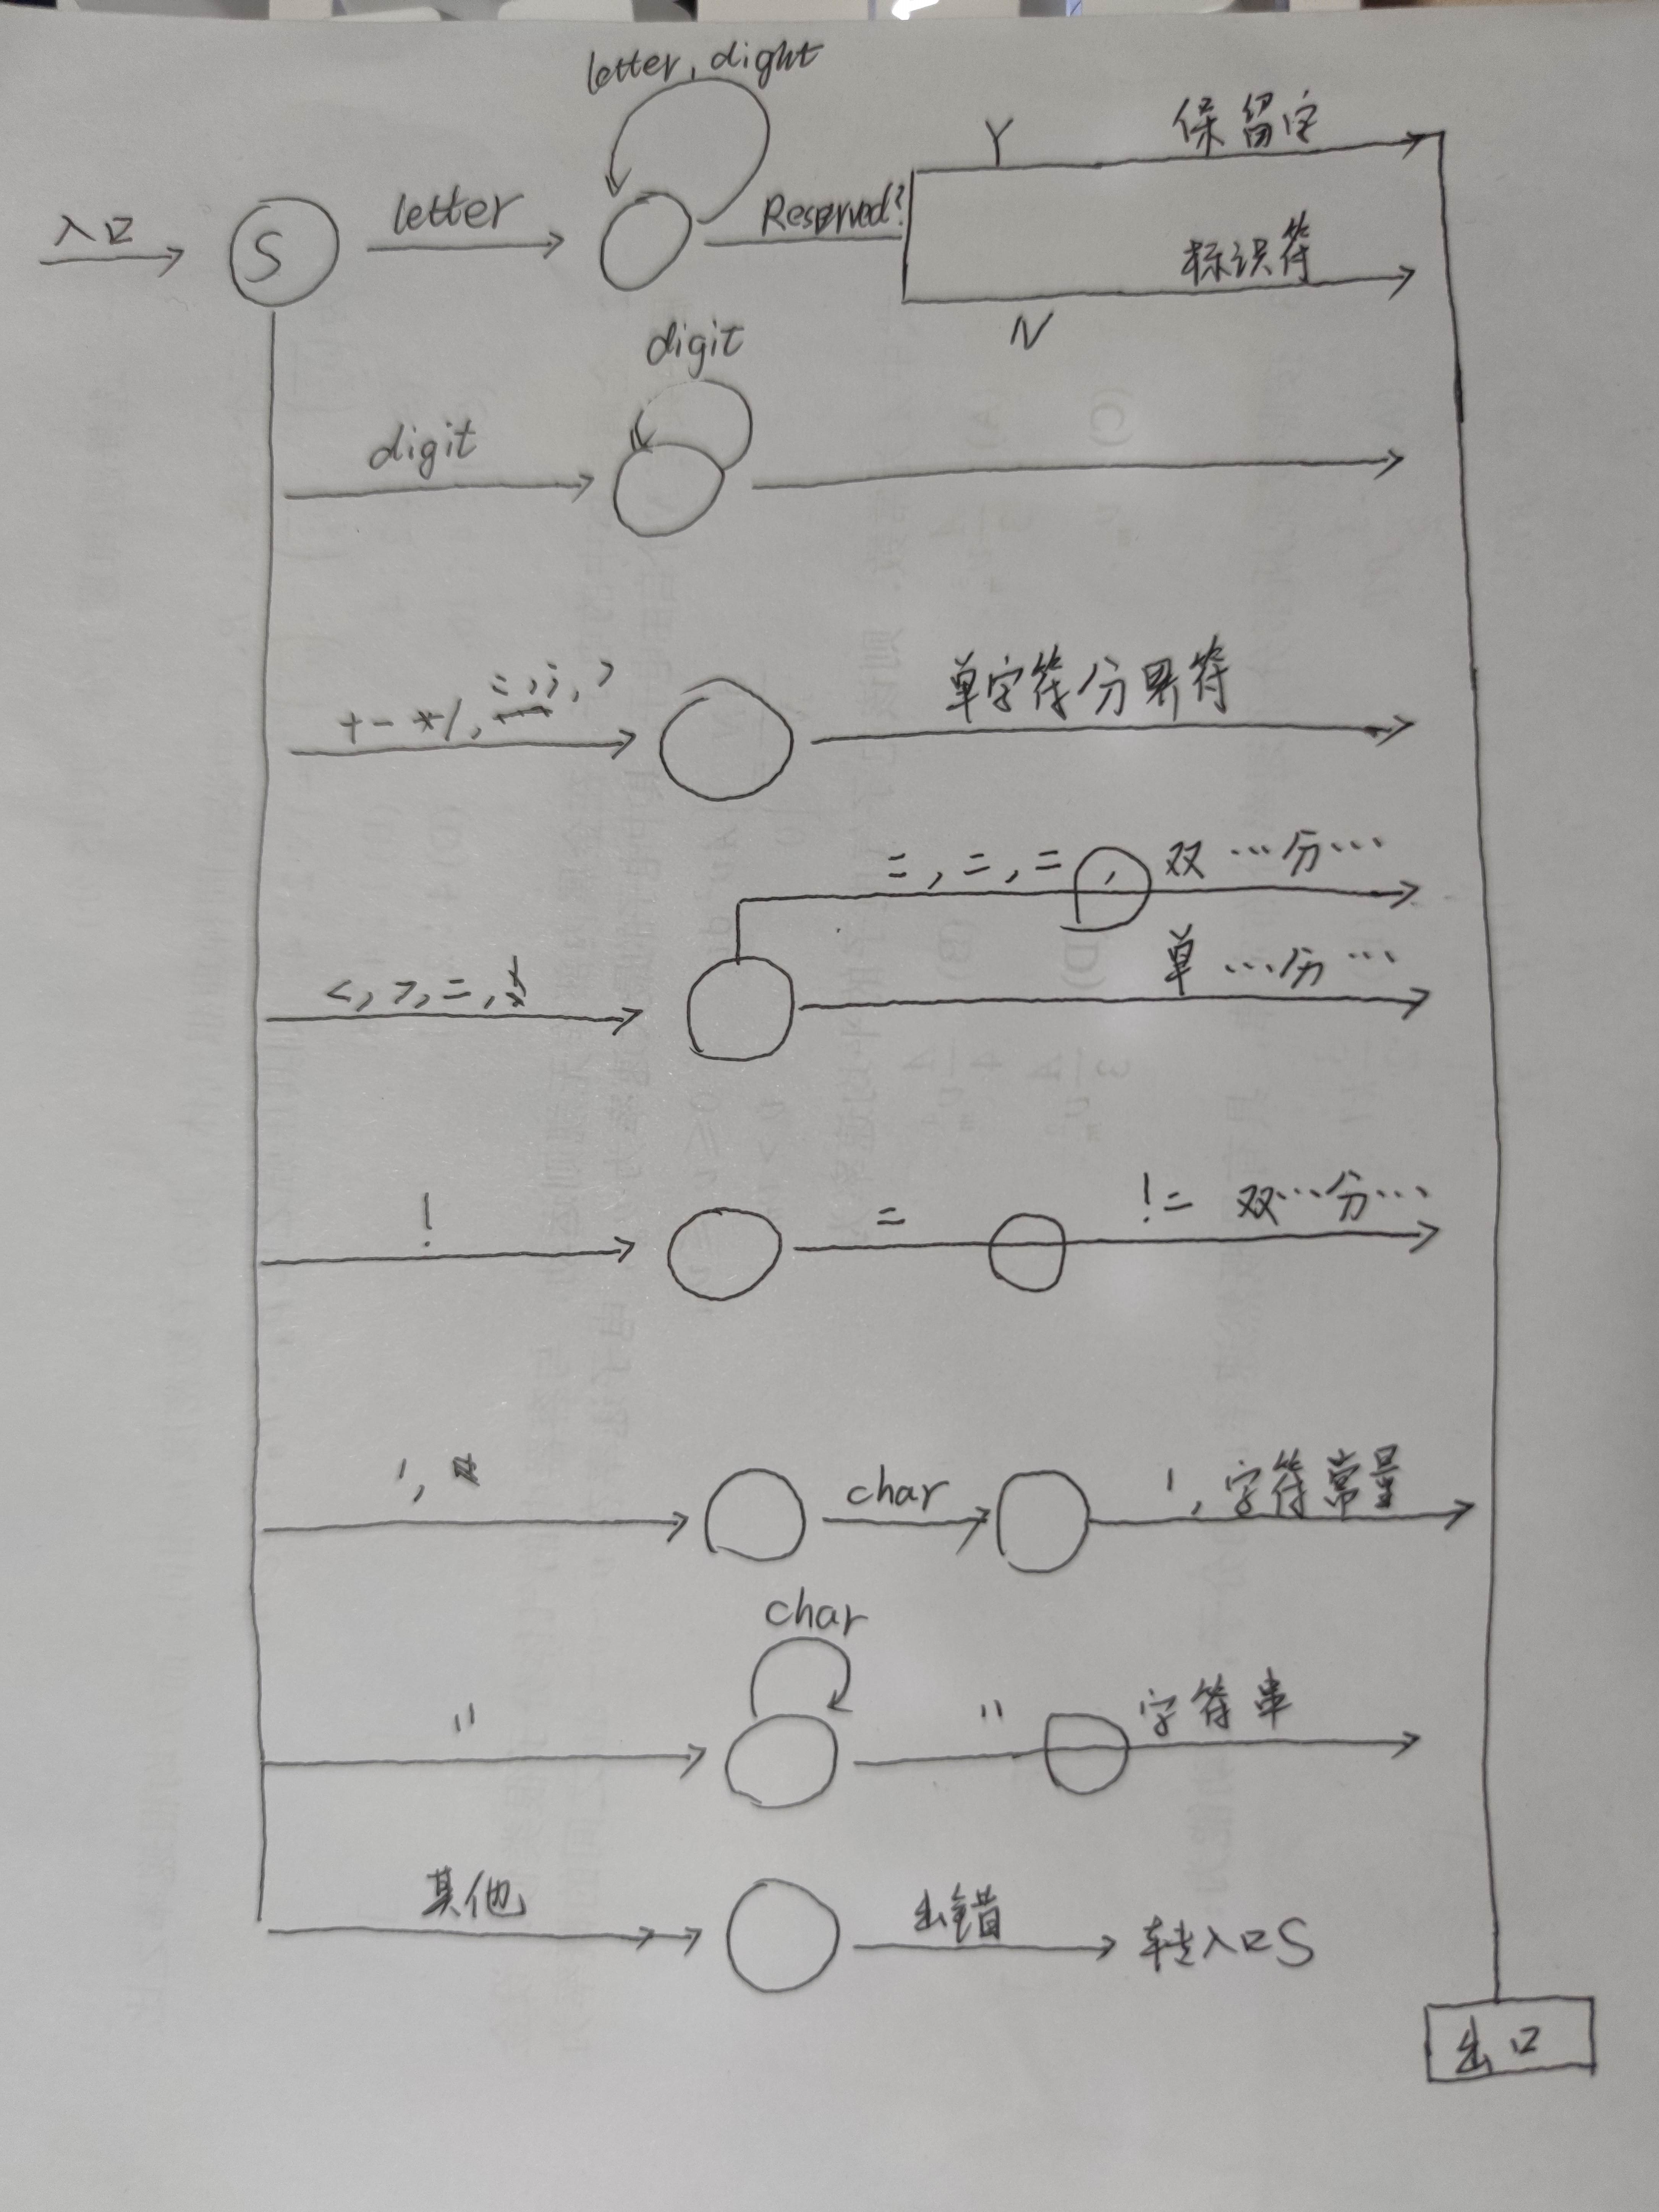 letter, dight
入口
S
letter
Reserved?
Y
保留字
标识符
N
digit
digit
+ - * /,
单字符分界符
=, =, = , 双…分…
<, >, =,
单…分…
!
=
!= 双…分…
',
char
', 字符常量
char
"
"
字符串
其他
出错
转入口S
出口